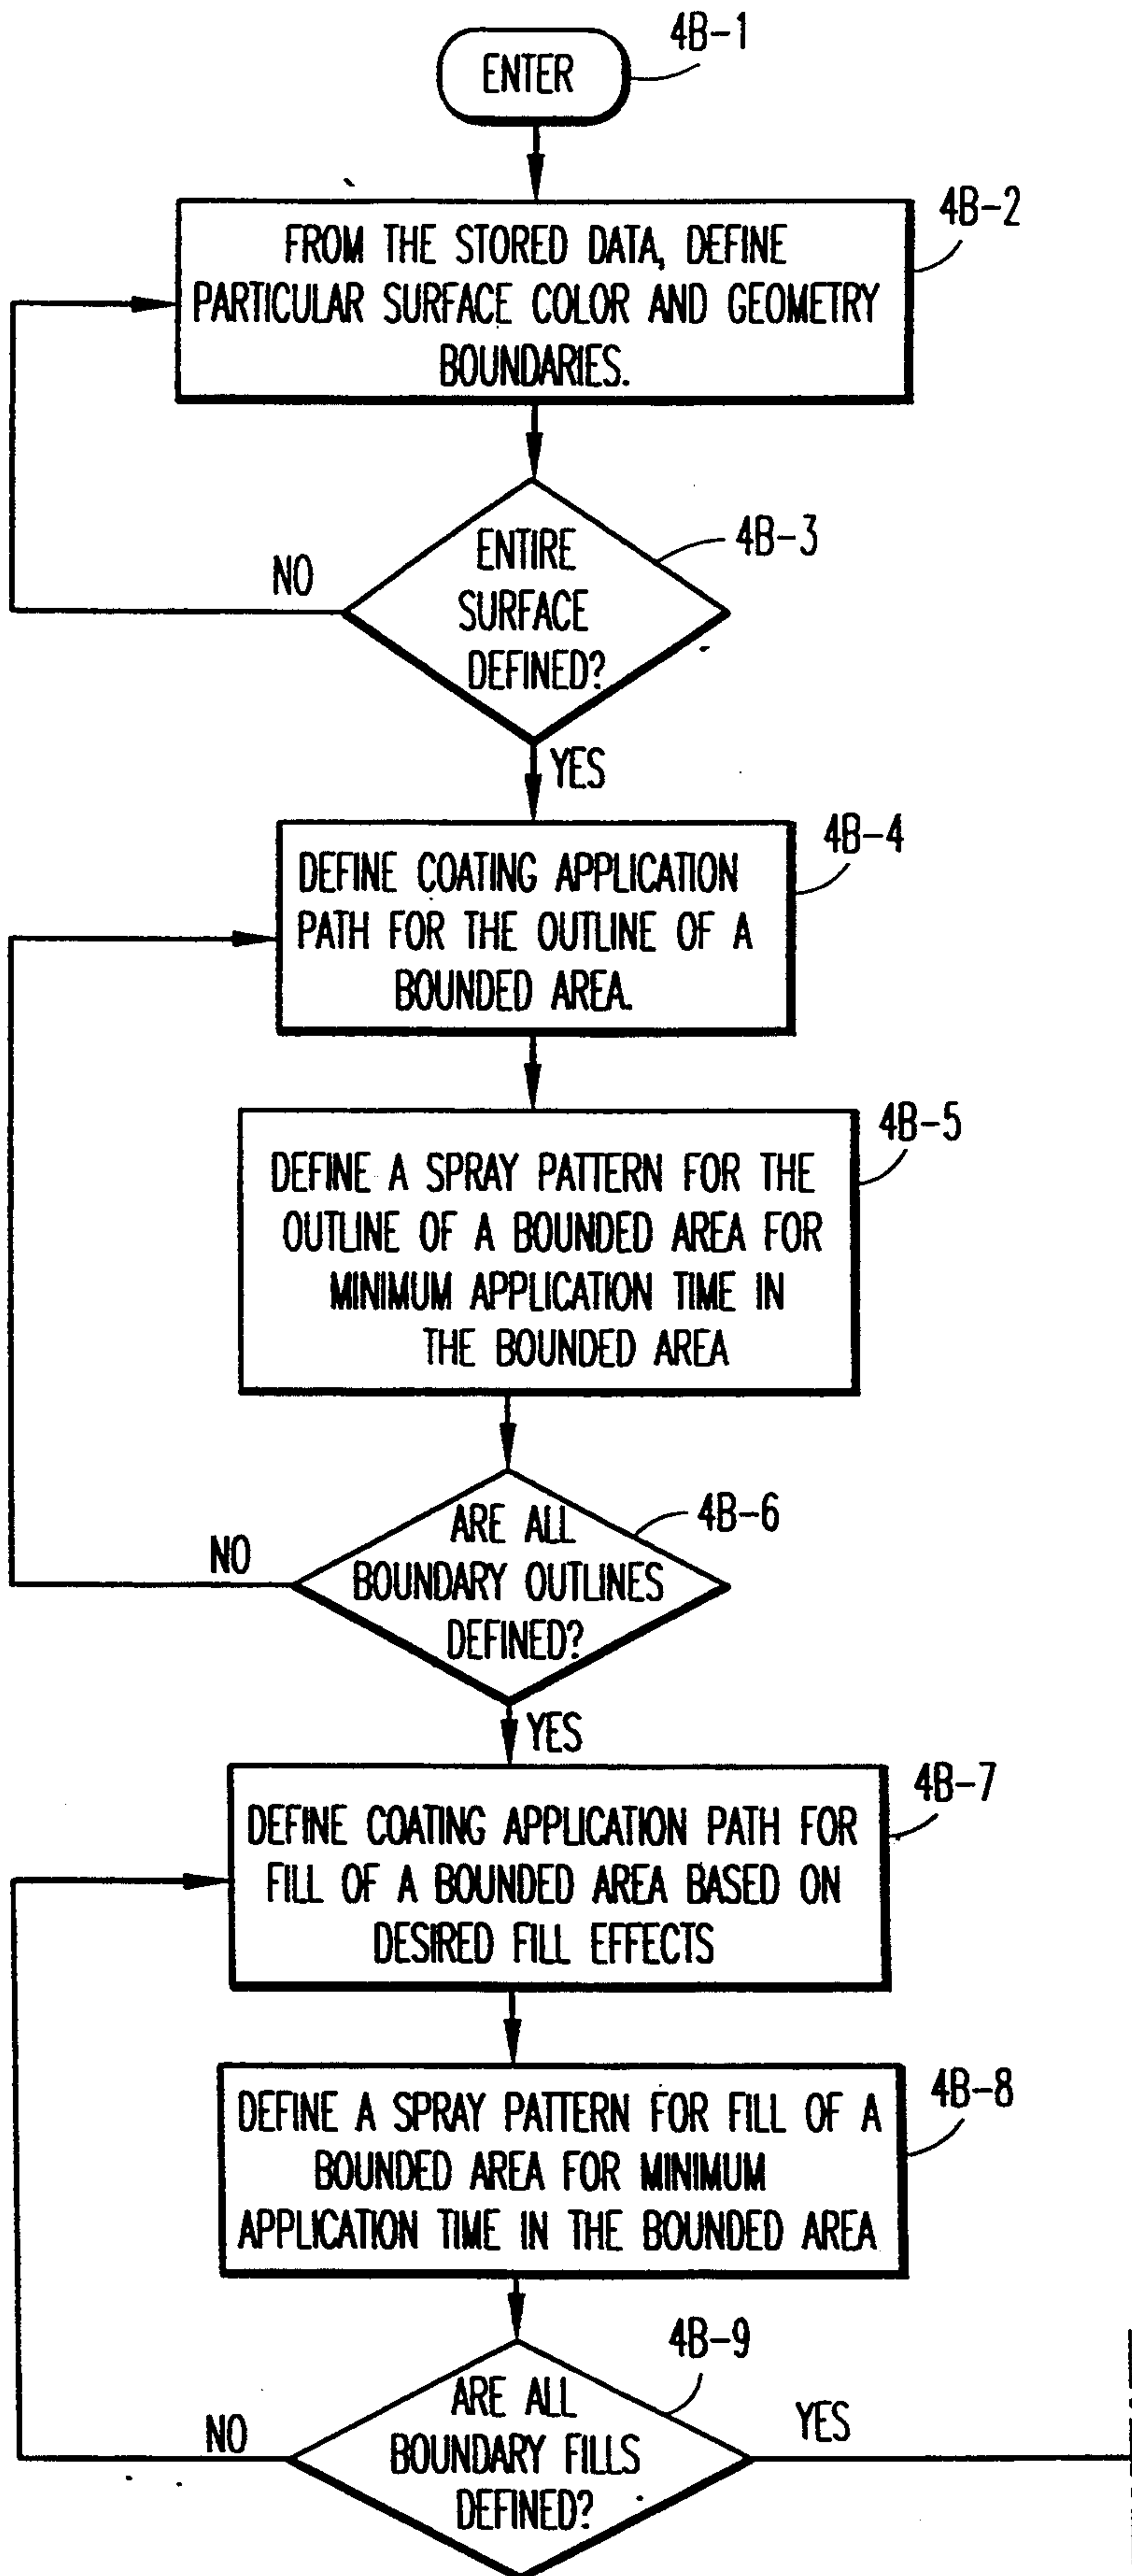 4B-1
ENTER
4B-2
FROM THE STORED DATA, DEFINE
PARTICULAR SURFACE COLOR AND GEOMETRY
BOUNDARIES.
4B-3
ENTIRE
SURFACE
DEFINED?
NO
YES
4B-4
DEFINE COATING APPLICATION
PATH FOR THE OUTLINE OF A
BOUNDED AREA.
4B-5
DEFINE A SPRAY PATTERN FOR THE
OUTLINE OF A BOUNDED AREA FOR
MINIMUM APPLICATION TIME IN
THE BOUNDED AREA
4B-6
ARE ALL
BOUNDARY OUTLINES
DEFINED?
NO
YES
4B-7
DEFINE COATING APPLICATION PATH FOR
FILL OF A BOUNDED AREA BASED ON
DESIRED FILL EFFECTS
4B-8
DEFINE A SPRAY PATTERN FOR FILL OF A
BOUNDED AREA FOR MINIMUM
APPLICATION TIME IN THE BOUNDED AREA
4B-9
ARE ALL
BOUNDARY FILLS
DEFINED?
NO
YES